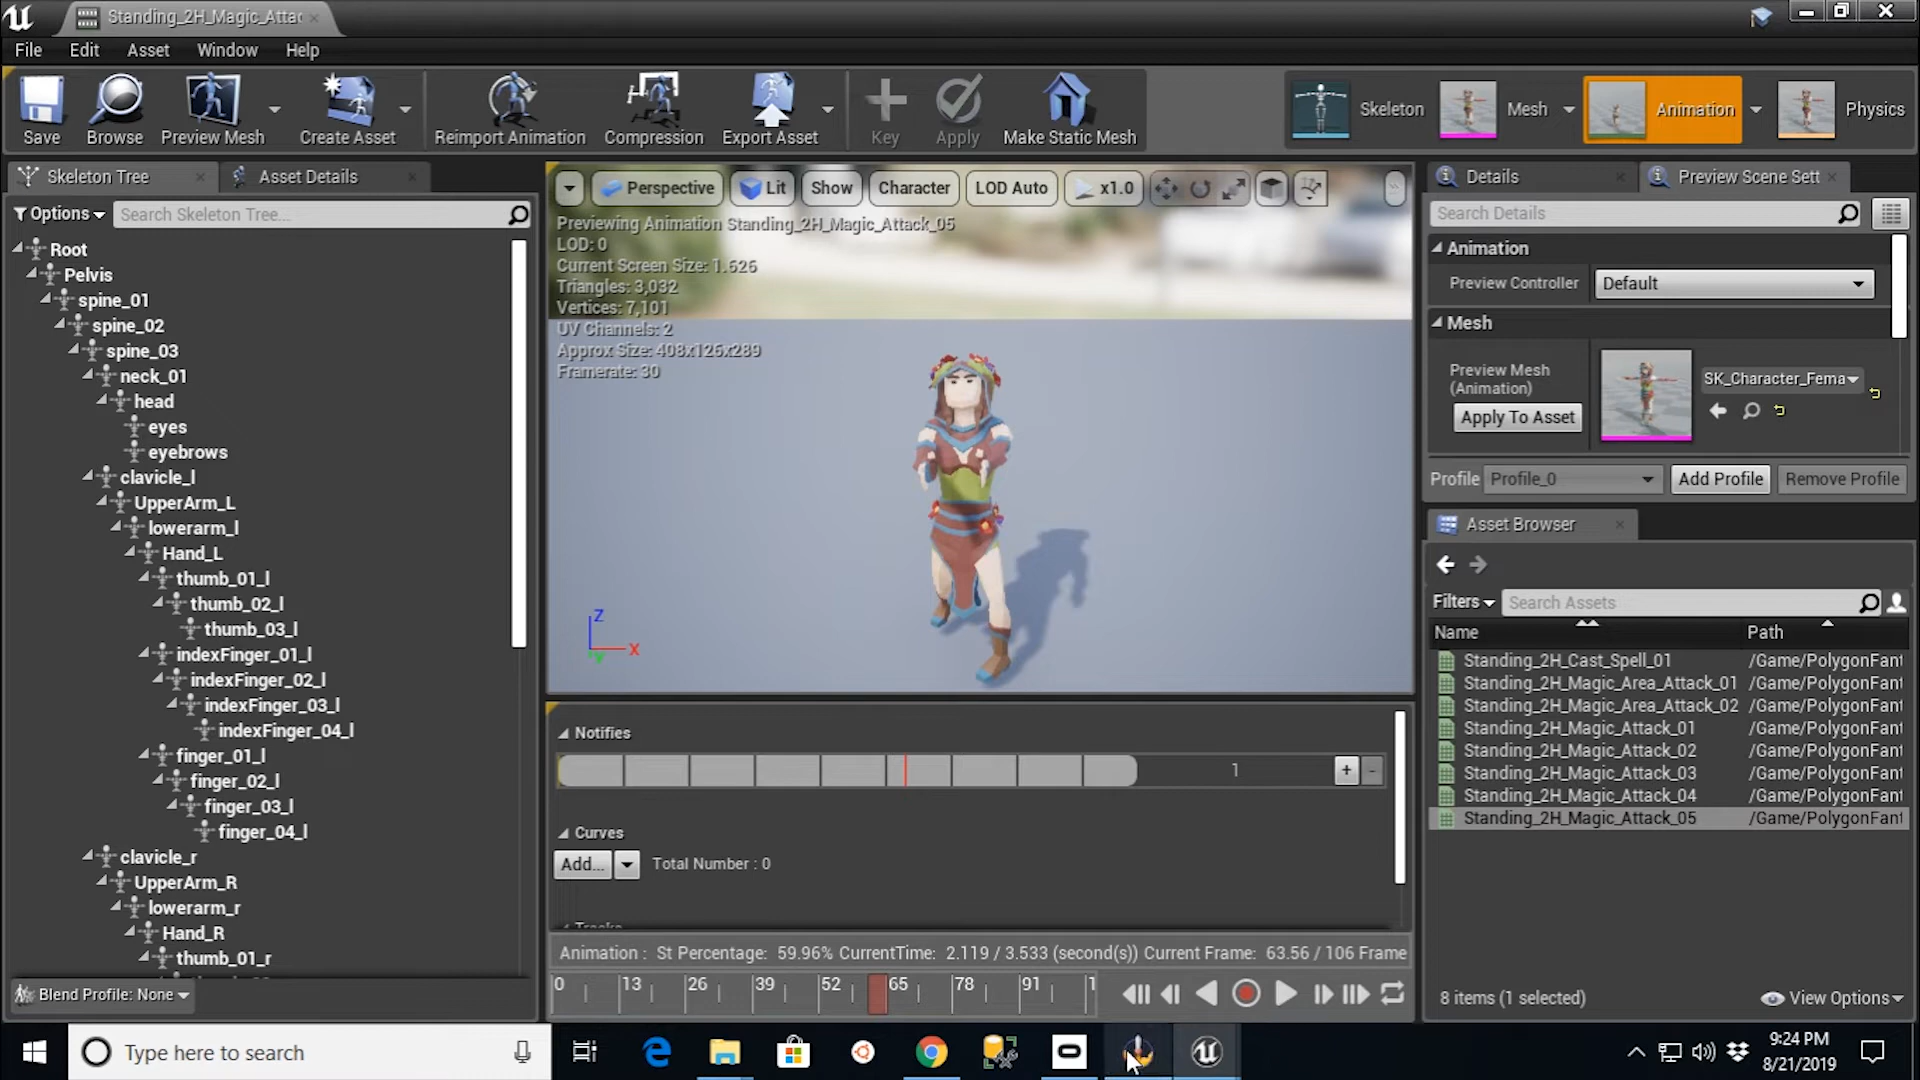 Standing_2H_Magic_Attac
File Edit Asset Window Help
Save Browse Preview Mesh Create Asset Reimport Animation Compression Export Asset Key Apply Make Static Mesh Skeleton Mesh Animation Physics
Skeleton Tree Asset Details
Options Search Skeleton Tree...
Root
Pelvis
spine_01
spine_02
spine_03
neck_01
head
eyes
eyebrows
clavicle_l
UpperArm_L
lowerarm_l
Hand_L
thumb_01_l
thumb_02_l
thumb_03_l
indexFinger_01_l
indexFinger_02_l
indexFinger_03_l
indexFinger_04_l
finger_01_l
finger_02_l
finger_03_l
finger_04_l
clavicle_r
UpperArm_R
lowerarm_r
Hand_R
thumb_01_r
Blend Profile: None
Perspective Lit Show Character LOD Auto x1.0
Previewing Animation Standing_2H_Magic_Attack_05
LOD: 0
Current Screen Size: 1.626
Triangles: 3,032
Vertices: 7,101
UV Channels: 2
Approx Size: 408x126x289
Framerate: 30
Z
X
Y
Notifies
1
+ -
Curves
Add... Total Number : 0
Tracks
Animation : St Percentage: 59.96% CurrentTime: 2.119 / 3.533 (second(s)) Current Frame: 63.56 / 106 Frame
0 13 26 39 52 65 78 91 1
Details Preview Scene Sett
Search Details
Animation
Preview Controller Default
Mesh
Preview Mesh
(Animation)
Apply To Asset
SK_Character_Fema
Profile Profile_0 Add Profile Remove Profile
Asset Browser
Filters Search Assets
Name Path
Standing_2H_Cast_Spell_01 /Game/PolygonFant
Standing_2H_Magic_Area_Attack_01 /Game/PolygonFant
Standing_2H_Magic_Area_Attack_02 /Game/PolygonFant
Standing_2H_Magic_Attack_01 /Game/PolygonFant
Standing_2H_Magic_Attack_02 /Game/PolygonFant
Standing_2H_Magic_Attack_03 /Game/PolygonFant
Standing_2H_Magic_Attack_04 /Game/PolygonFant
Standing_2H_Magic_Attack_05 /Game/PolygonFant
8 items (1 selected) View Options
Type here to search
9:24 PM
8/21/2019